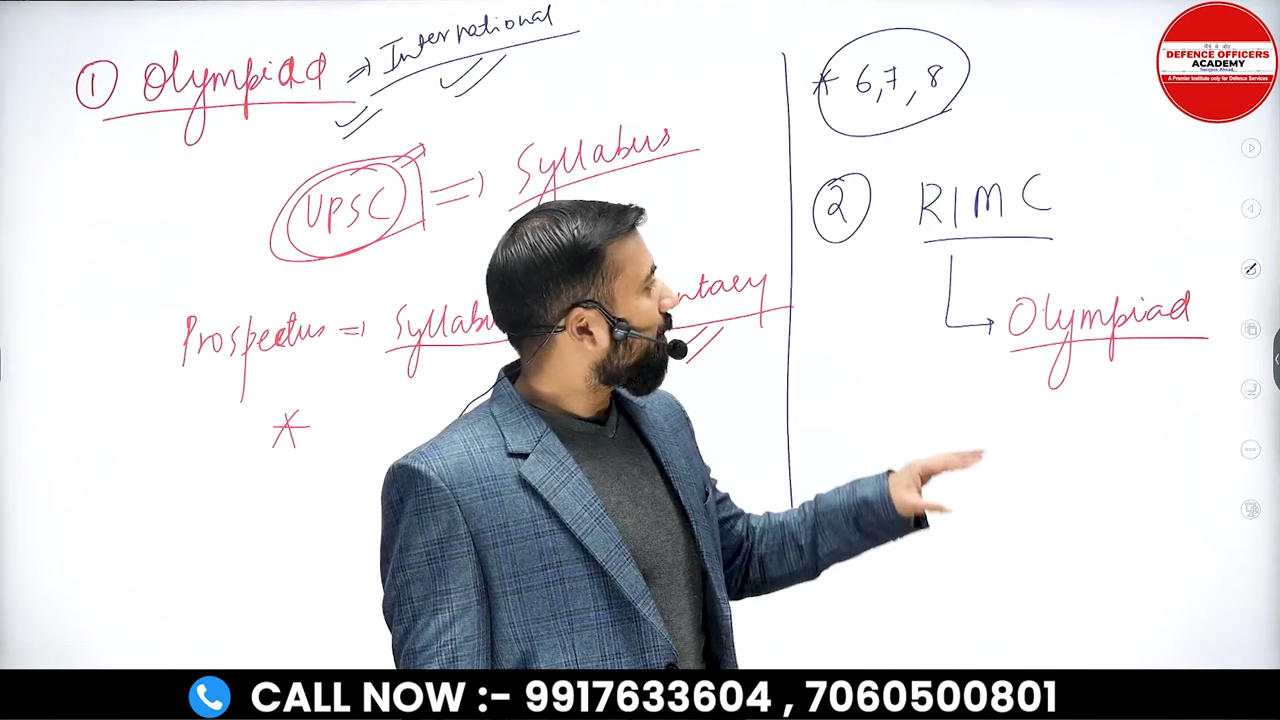 ① Olympiad => International
UPSC => Syllabus
Prospectus => Syllabu ntary
*
* 6,7,8
② RIMC
Olympiad
DEFENCE OFFICERS
ACADEMY
A Premier Institute only for Defence Services
CALL NOW :- 9917633604 , 7060500801